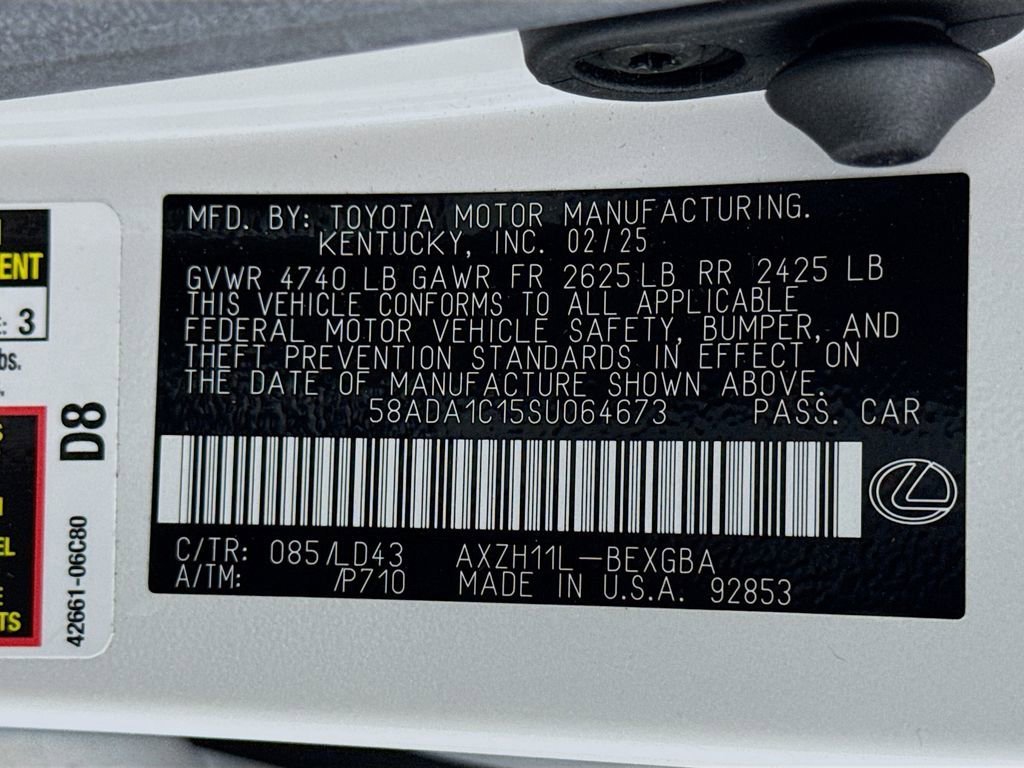 MFD. BY: TOYOTA MOTOR MANUFACTURING.
KENTUCKY, INC. 02/25
GVWR 4740 LB GAWR FR 2625 LB RR 2425 LB
THIS VEHICLE CONFORMS TO ALL APPLICABLE
FEDERAL MOTOR VEHICLE SAFETY, BUMPER, AND
THEFT PREVENTION STANDARDS IN EFFECT ON
THE DATE OF MANUFACTURE SHOWN ABOVE.
58ADA1C15SU064673 PASS. CAR
C/TR: 085/LD43 AXZH11L-BEXGBA
A/TM: /P710 MADE IN U.S.A. 92853
3
D8
42661-06C80